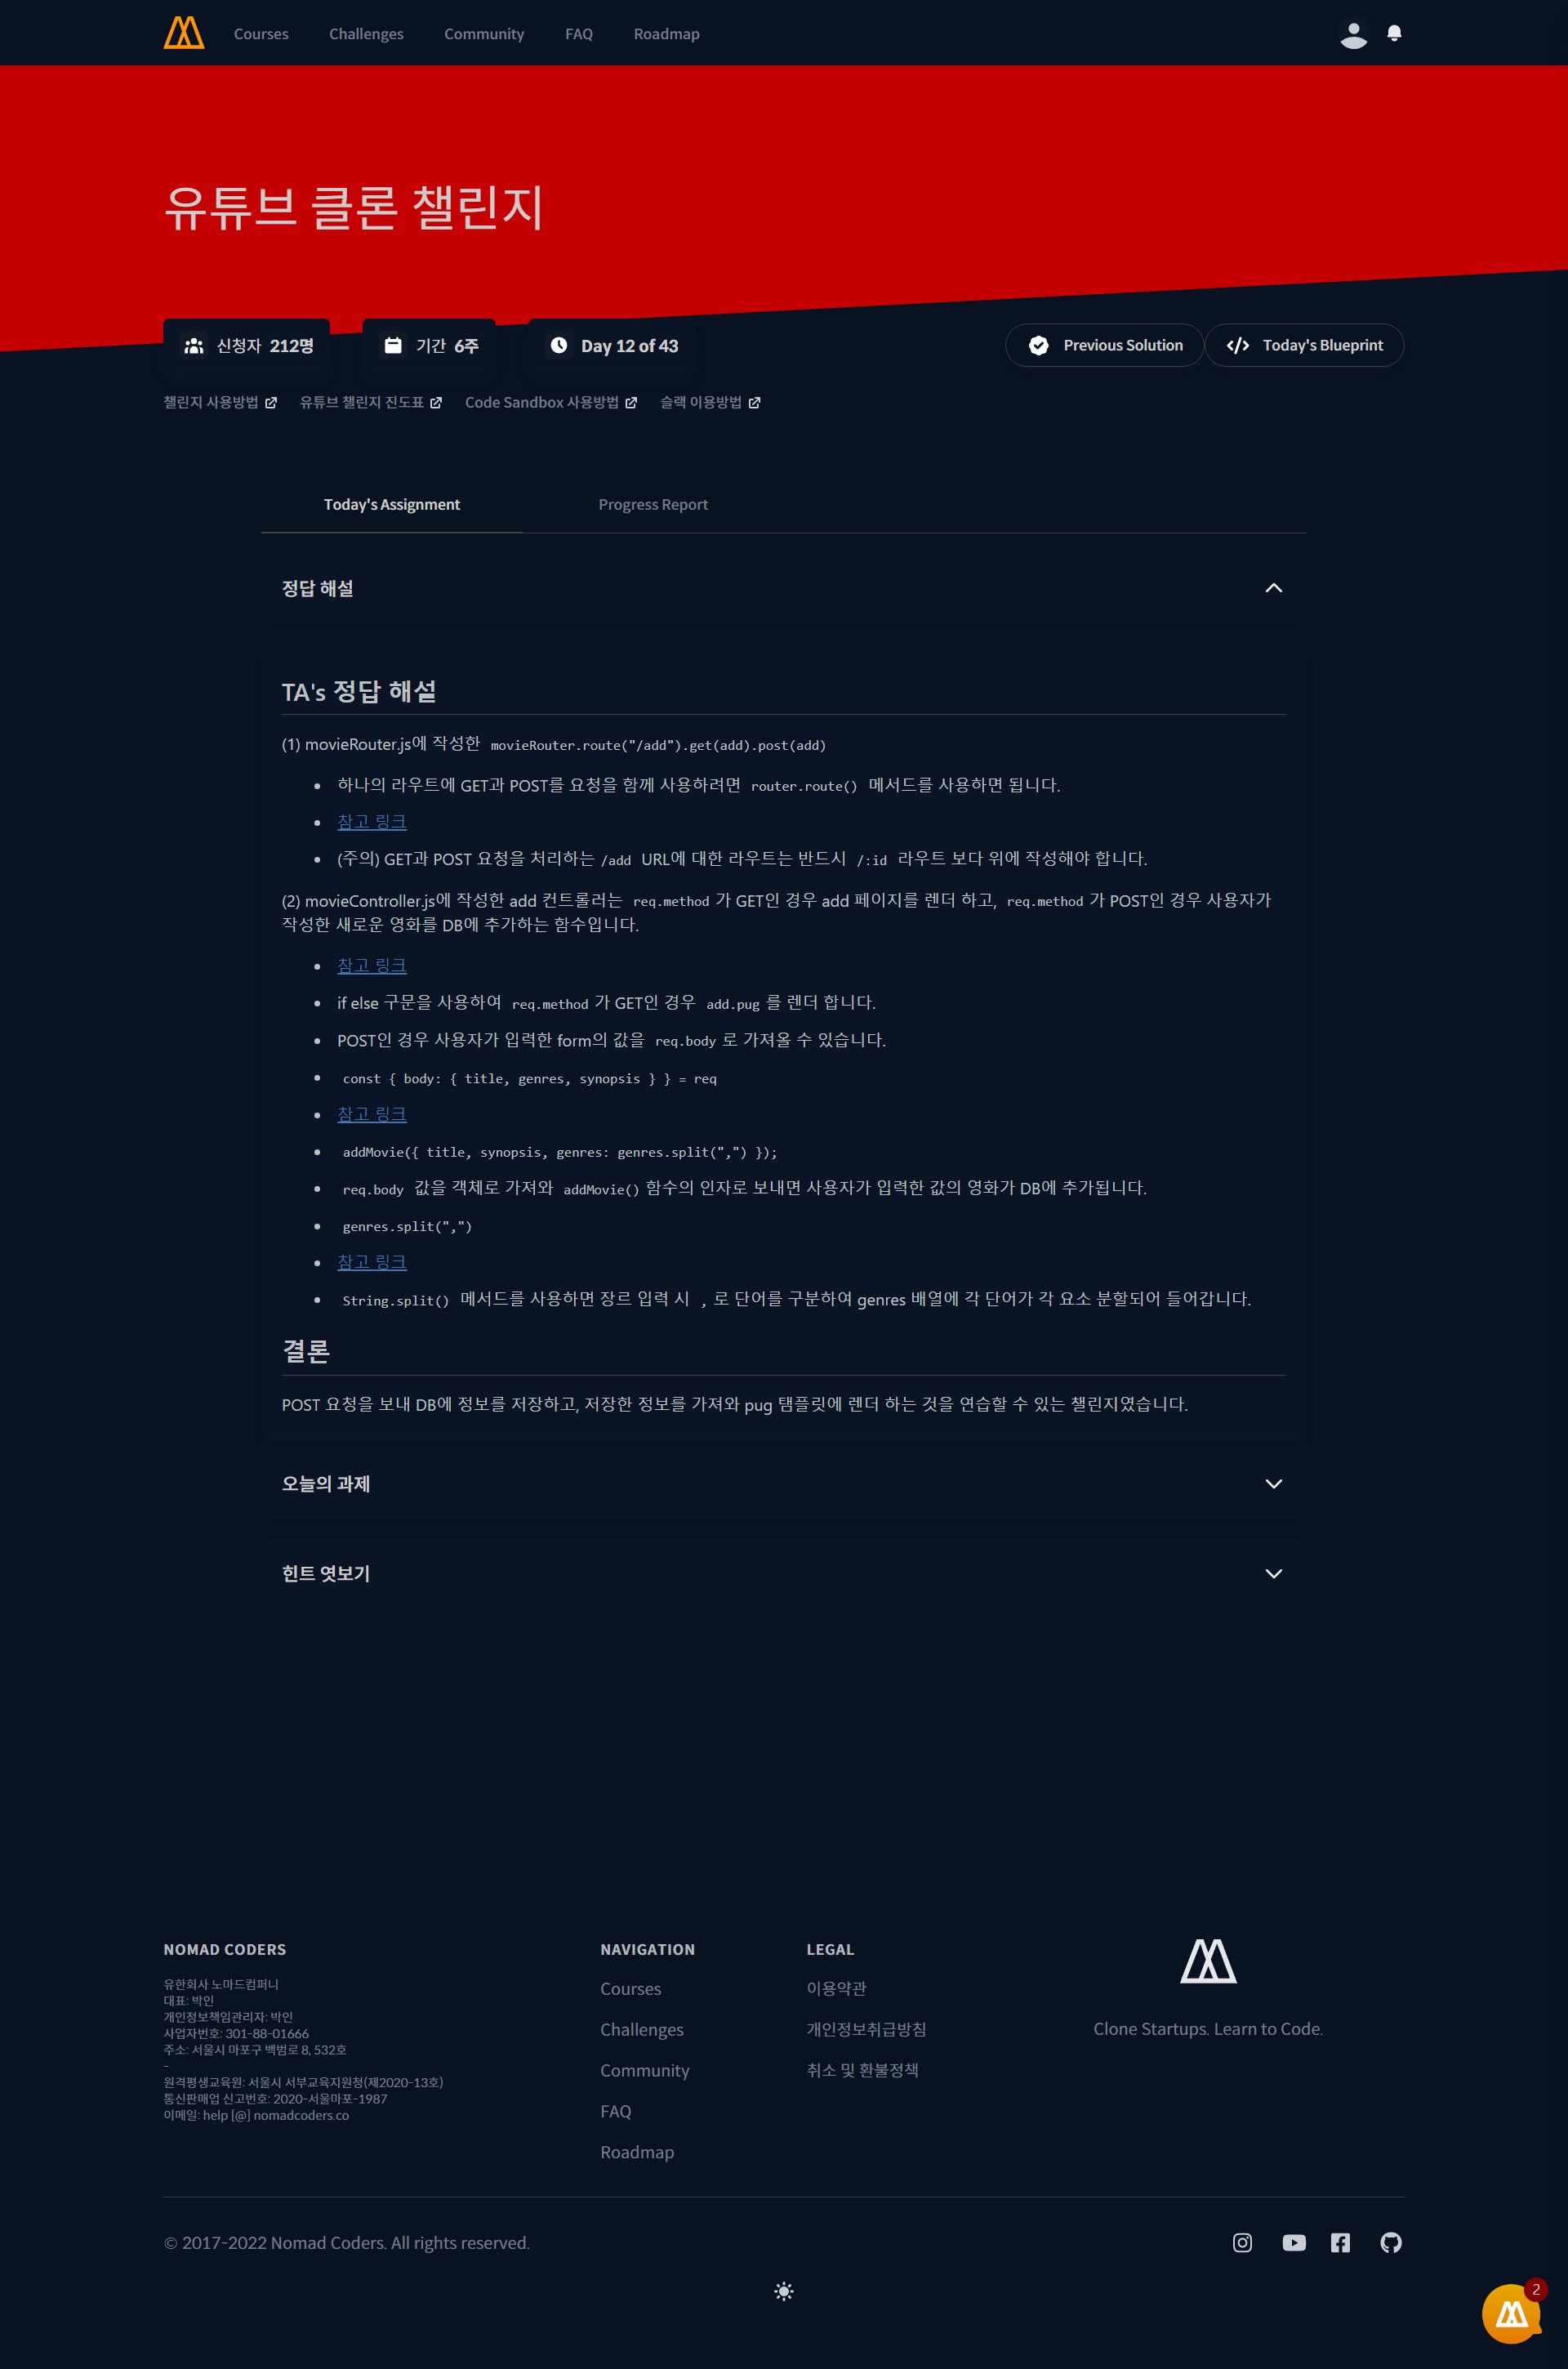 Courses Challenges Community FAQ Roadmap
유튜브 클론 챌린지
신청자 212명 기간 6주 Day 12 of 43 Previous Solution Today's Blueprint
챌린지 사용방법 유튜브 챌린지 진도표 Code Sandbox 사용방법 슬랙 이용방법
Today's Assignment Progress Report
정답 해설
TA's 정답 해설
(1) movieRouter.js에 작성한 movieRouter.route("/add").get(add).post(add)
하나의 라우트에 GET과 POST를 요청을 함께 사용하려면 router.route() 메서드를 사용하면 됩니다.
참고 링크
(주의) GET과 POST 요청을 처리하는 /add URL에 대한 라우트는 반드시 /:id 라우트 보다 위에 작성해야 합니다.
(2) movieController.js에 작성한 add 컨트롤러는 req.method 가 GET인 경우 add 페이지를 렌더 하고, req.method 가 POST인 경우 사용자가
작성한 새로운 영화를 DB에 추가하는 함수입니다.
참고 링크
if else 구문을 사용하여 req.method 가 GET인 경우 add.pug 를 렌더 합니다.
POST인 경우 사용자가 입력한 form의 값을 req.body 로 가져올 수 있습니다.
const { body: { title, genres, synopsis } } = req
참고 링크
addMovie({ title, synopsis, genres: genres.split(",") });
req.body 값을 객체로 가져와 addMovie() 함수의 인자로 보내면 사용자가 입력한 값의 영화가 DB에 추가됩니다.
genres.split(",")
참고 링크
String.split() 메서드를 사용하면 장르 입력 시 , 로 단어를 구분하여 genres 배열에 각 단어가 각 요소 분할되어 들어갑니다.
결론
POST 요청을 보내 DB에 정보를 저장하고, 저장한 정보를 가져와 pug 탬플릿에 렌더 하는 것을 연습할 수 있는 챌린지였습니다.
오늘의 과제
힌트 엿보기
NOMAD CODERS
유한회사 노마드컴퍼니
대표: 박인
개인정보책임관리자: 박인
사업자번호: 301-88-01666
주소: 서울시 마포구 백범로 8, 532호
-
원격평생교육원: 서울시 서부교육지원청(제2020-13호)
통신판매업 신고번호: 2020-서울마포-1987
이메일: help [@] nomadcoders.co
NAVIGATION
Courses
Challenges
Community
FAQ
Roadmap
LEGAL
이용약관
개인정보취급방침
취소 및 환불정책
Clone Startups. Learn to Code.
© 2017-2022 Nomad Coders. All rights reserved.
2